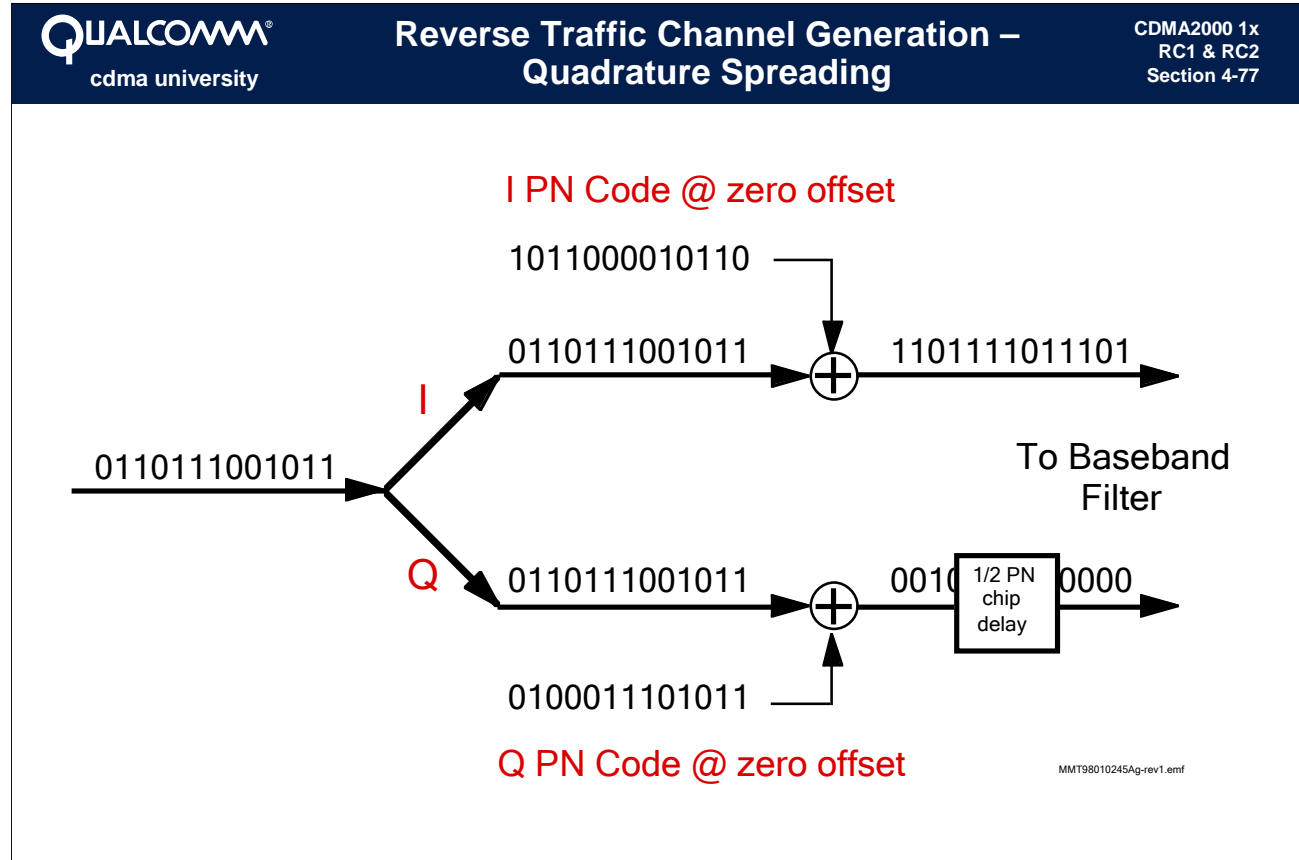 QUALCOMM®
cdma university
Reverse Traffic Channel Generation –
Quadrature Spreading
CDMA2000 1x
RC1 & RC2
Section 4-77
I PN Code @ zero offset
1011000010110
0110111001011
1101111011101
I
0110111001011
To Baseband
Filter
Q
0110111001011
0010
1/2 PN
chip
delay
0000
0100011101011
Q PN Code @ zero offset
MMT98010245Ag-rev1.emf